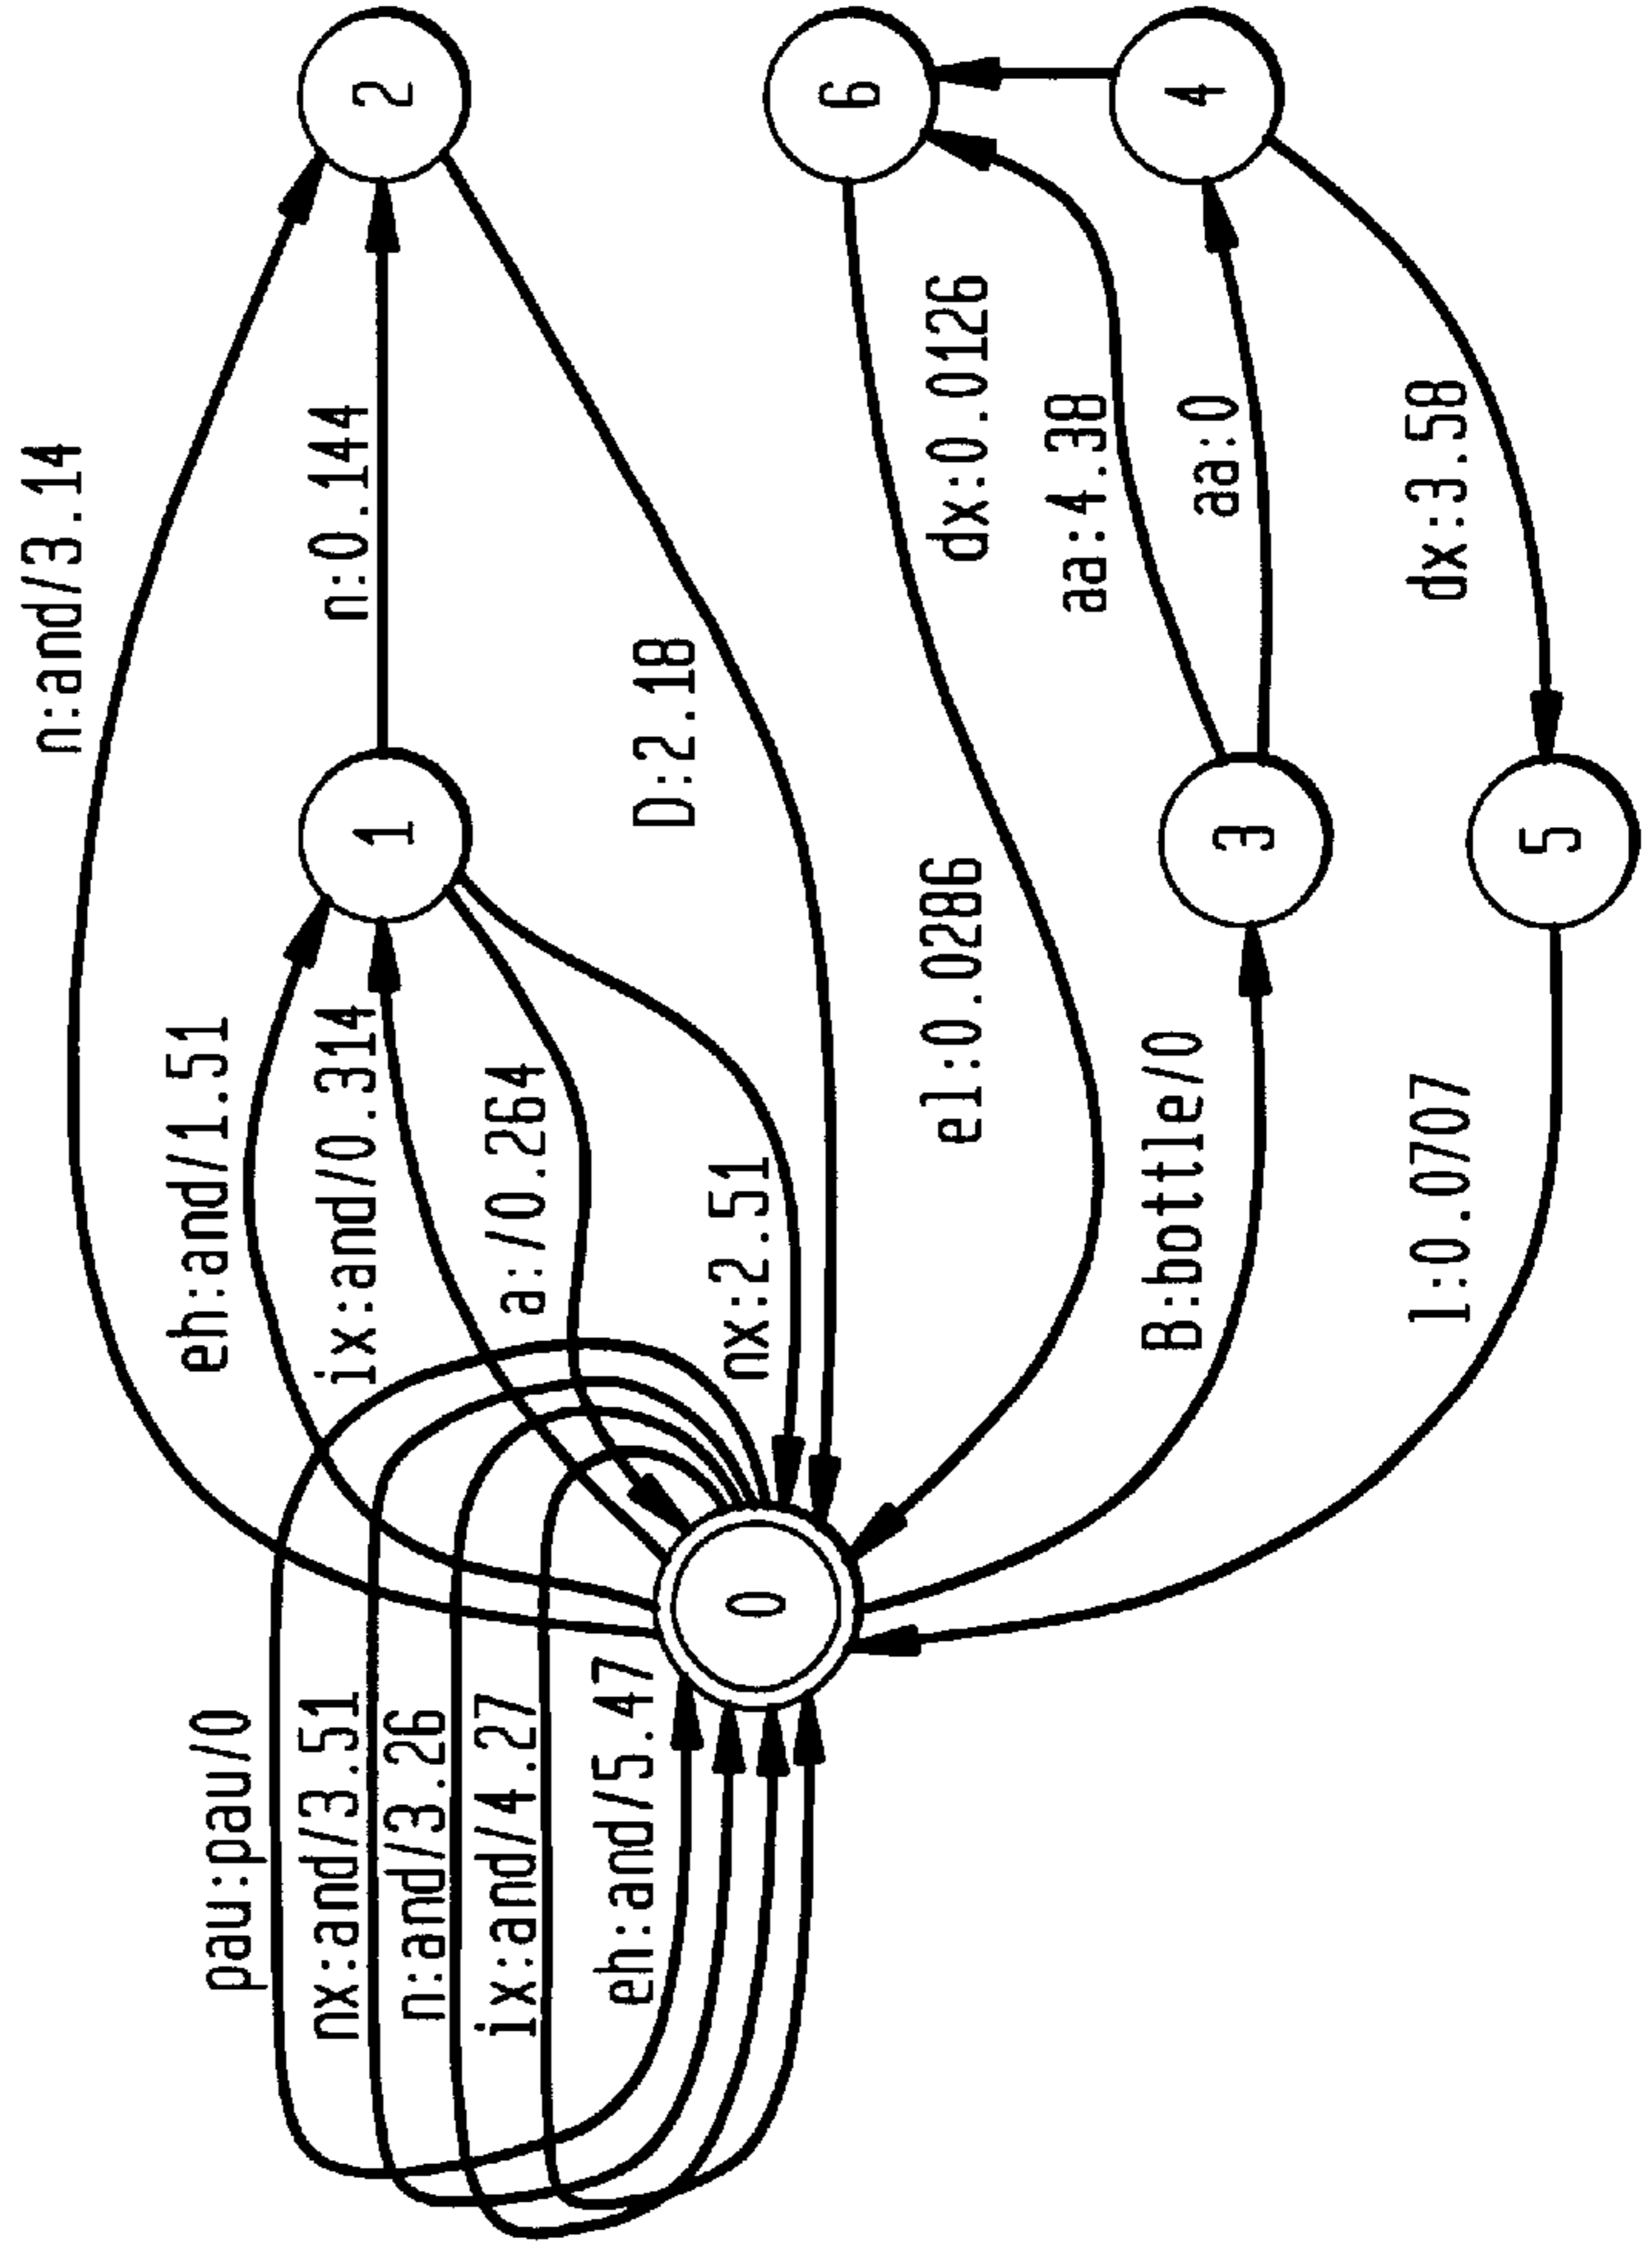 n:and/3.14
eh:and/1.51
pau:pau/0
nx:and/3.51
ix:and/0.314
n:0.144
1
2
n:and/3.26
ix:and/4.27
a:/0.264
eh:and/5.47
D:2.18
nx:2.51
0
6
el:0.0286
dx:0.0126
aa:4.38
B:bottle/0
aa:0
4
3
l:0.0707
dx:3.58
5